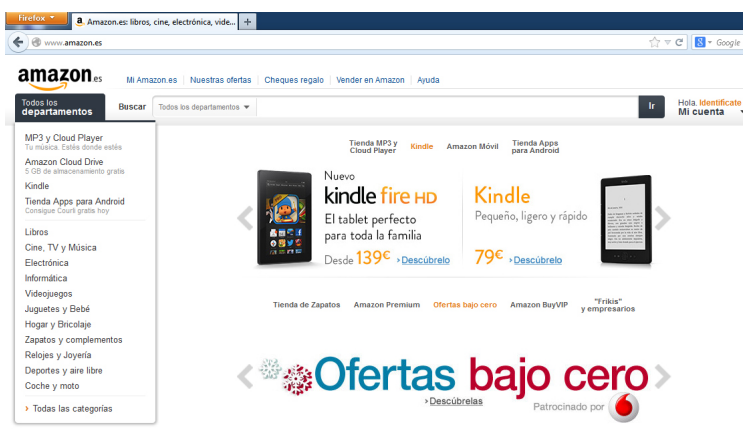 Firefox
Amazon.es: libros, cine, electrónica, vide...
www.amazon.es
Google
amazon.es
Mi Amazon.es | Nuestras ofertas | Cheques regalo | Vender en Amazon | Ayuda
Todos los
departamentos
Buscar
Todos los departamentos
Ir
Hola. Identifícate
Mi cuenta
MP3 y Cloud Player
Tu música. Estés donde estés
Amazon Cloud Drive
5 GB de almacenamiento gratis
Kindle
Tienda Apps para Android
Consigue Courli gratis hoy
Libros
Cine, TV y Música
Electrónica
Informática
Videojuegos
Juguetes y Bebé
Hogar y Bricolaje
Zapatos y complementos
Relojes y Joyería
Deportes y aire libre
Coche y moto
Todas las categorías
Tienda MP3 y
Cloud Player
Kindle
Amazon Móvil
Tienda Apps
para Android
Nuevo
kindle fire HD
El tablet perfecto
para toda la familia
Desde 139€ ›Descúbrelo
Kindle
Pequeño, ligero y rápido
79€ ›Descúbrelo
Tienda de Zapatos
Amazon Premium
Ofertas bajo cero
Amazon BuyVIP
"Frikis"
y empresarios
Ofertas bajo cero
›Descúbrelas
Patrocinado por